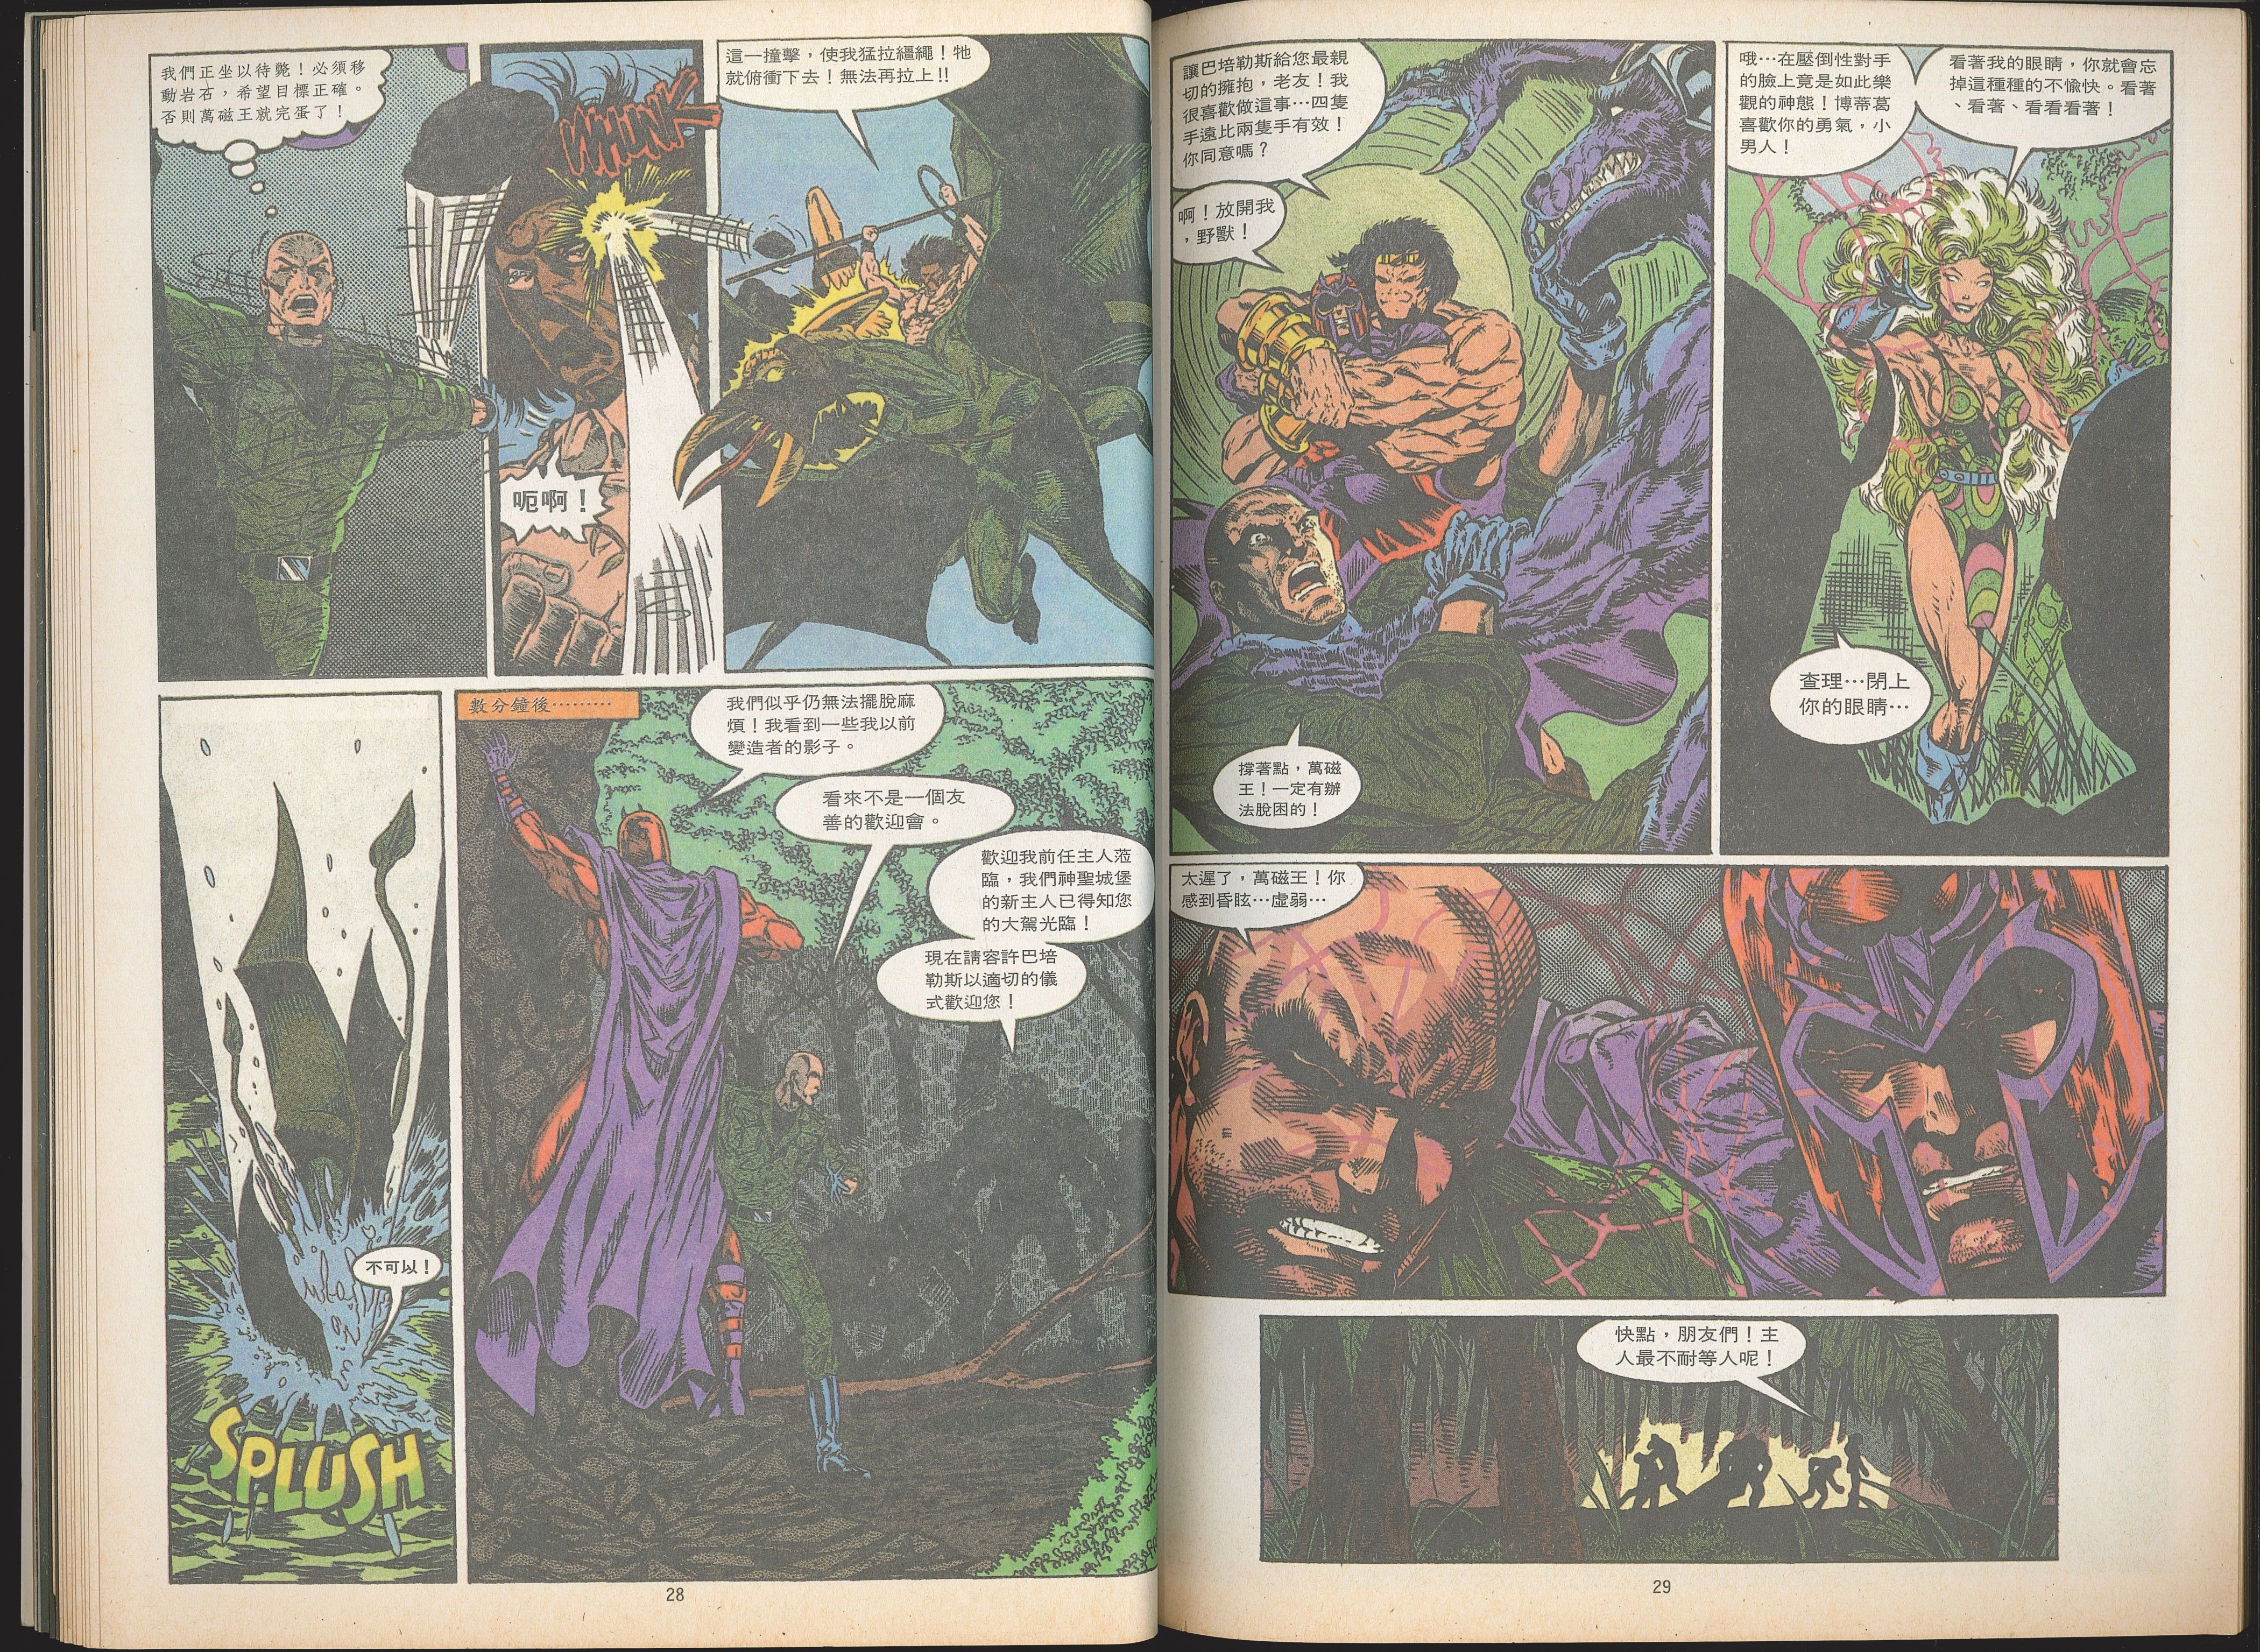 我們正坐以待斃！必須移
動岩石，希望目標正確。
否則萬磁王就完蛋了！
WHUNK
呃啊！
這一撞擊，使我猛拉繮繩！牠
就俯衝下去！無法再拉上！！
不可以！
SPLUSH
數分鐘後⋯⋯⋯
我們似乎仍無法擺脫麻
煩！我看到一些我以前
變造者的影子。
看來不是一個友
善的歡迎會。
歡迎我前任主人蒞
臨，我們神聖城堡
的新主人已得知您
的大駕光臨！
現在請容許巴培
勒斯以適切的儀
式歡迎您！
28
讓巴培勒斯給您最親
切的擁抱，老友！我
很喜歡做這事⋯四隻
手遠比兩隻手有效！
你同意嗎？
啊！放開我
，野獸！
撐著點，萬磁
王！一定有辦
法脫困的！
哦⋯在壓倒性對手
的臉上竟是如此樂
觀的神態！博蒂葛
喜歡你的勇氣，小
男人！
看著我的眼睛，你就會忘
掉這種種的不愉快。看著
、看著、看看看著！
查理⋯閉上
你的眼睛⋯
太遲了，萬磁王！你
感到昏眩⋯虛弱⋯
快點，朋友們！主
人最不耐等人呢！
29